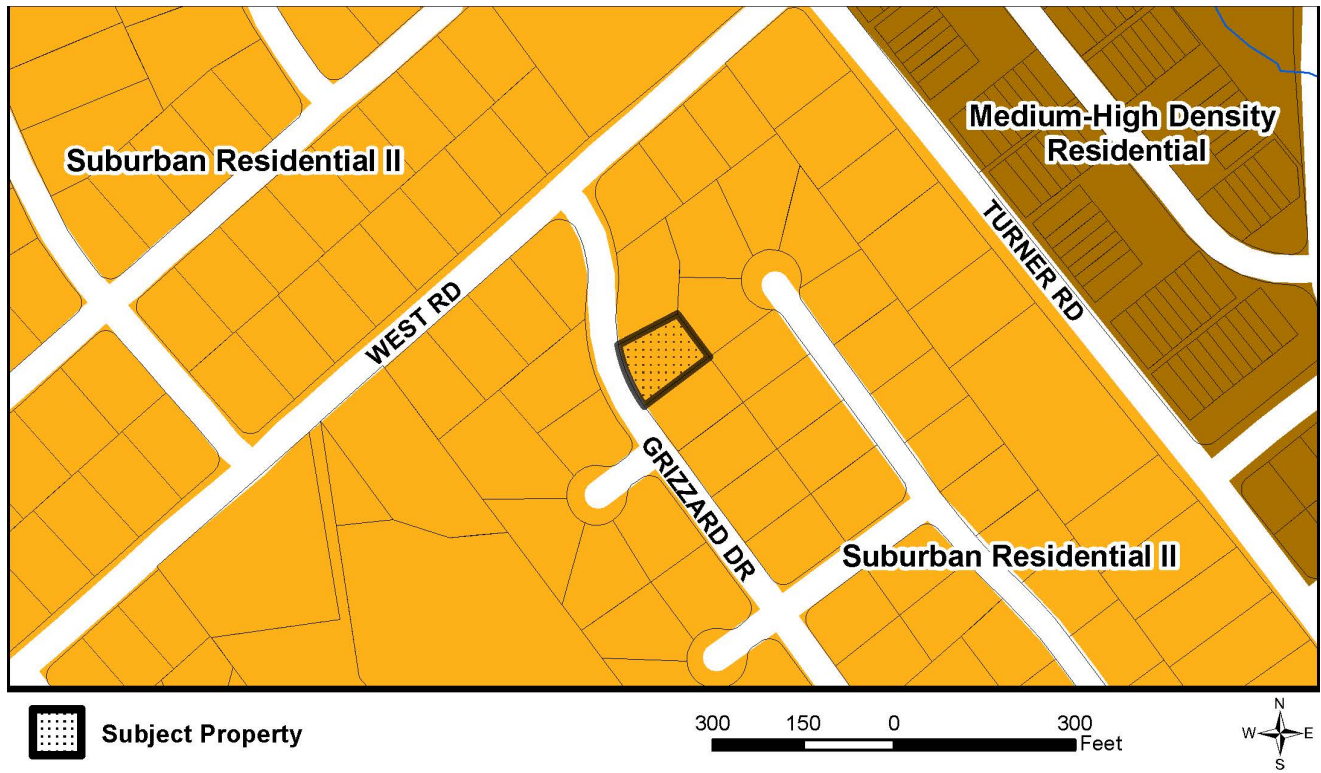 Medium-High Density
Residential
Suburban Residential II
TURNER RD
WEST RD
GRIZZARD DR
Suburban Residential II
Subject Property
300 150 0 300
Feet
N
W E
S